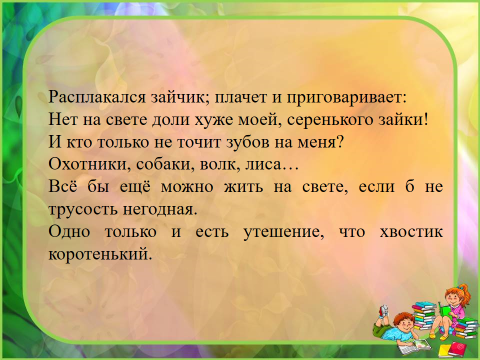 Расплакался зайчик; плачет и приговаривает:
Нет на свете доли хуже моей, серенького зайки!
И кто только не точит зубов на меня?
Охотники, собаки, волк, лиса…
Всё бы ещё можно жить на свете, если б не
трусость негодная.
Одно только и есть утешение, что хвостик
коротенький.